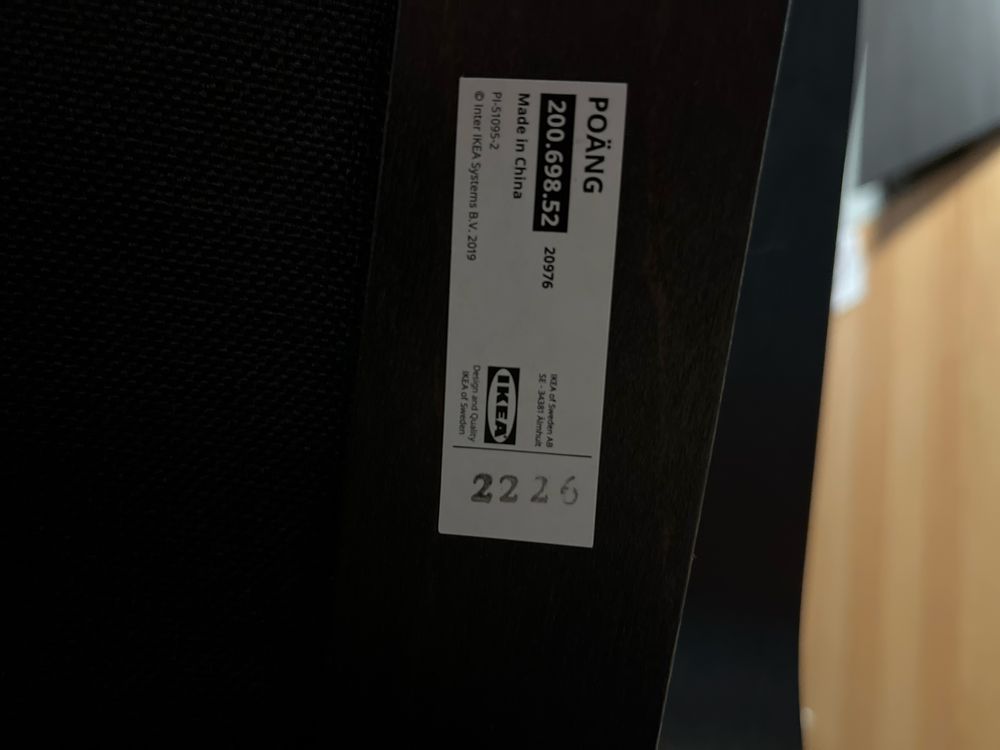 POÄNG
200.698.52 20976
Made in China
PI-51095-2
© Inter IKEA Systems B.V. 2019
IKEA of Sweden AB
SE - 34381 Älmhult
IKEA
Design and Quality
IKEA of Sweden
2226